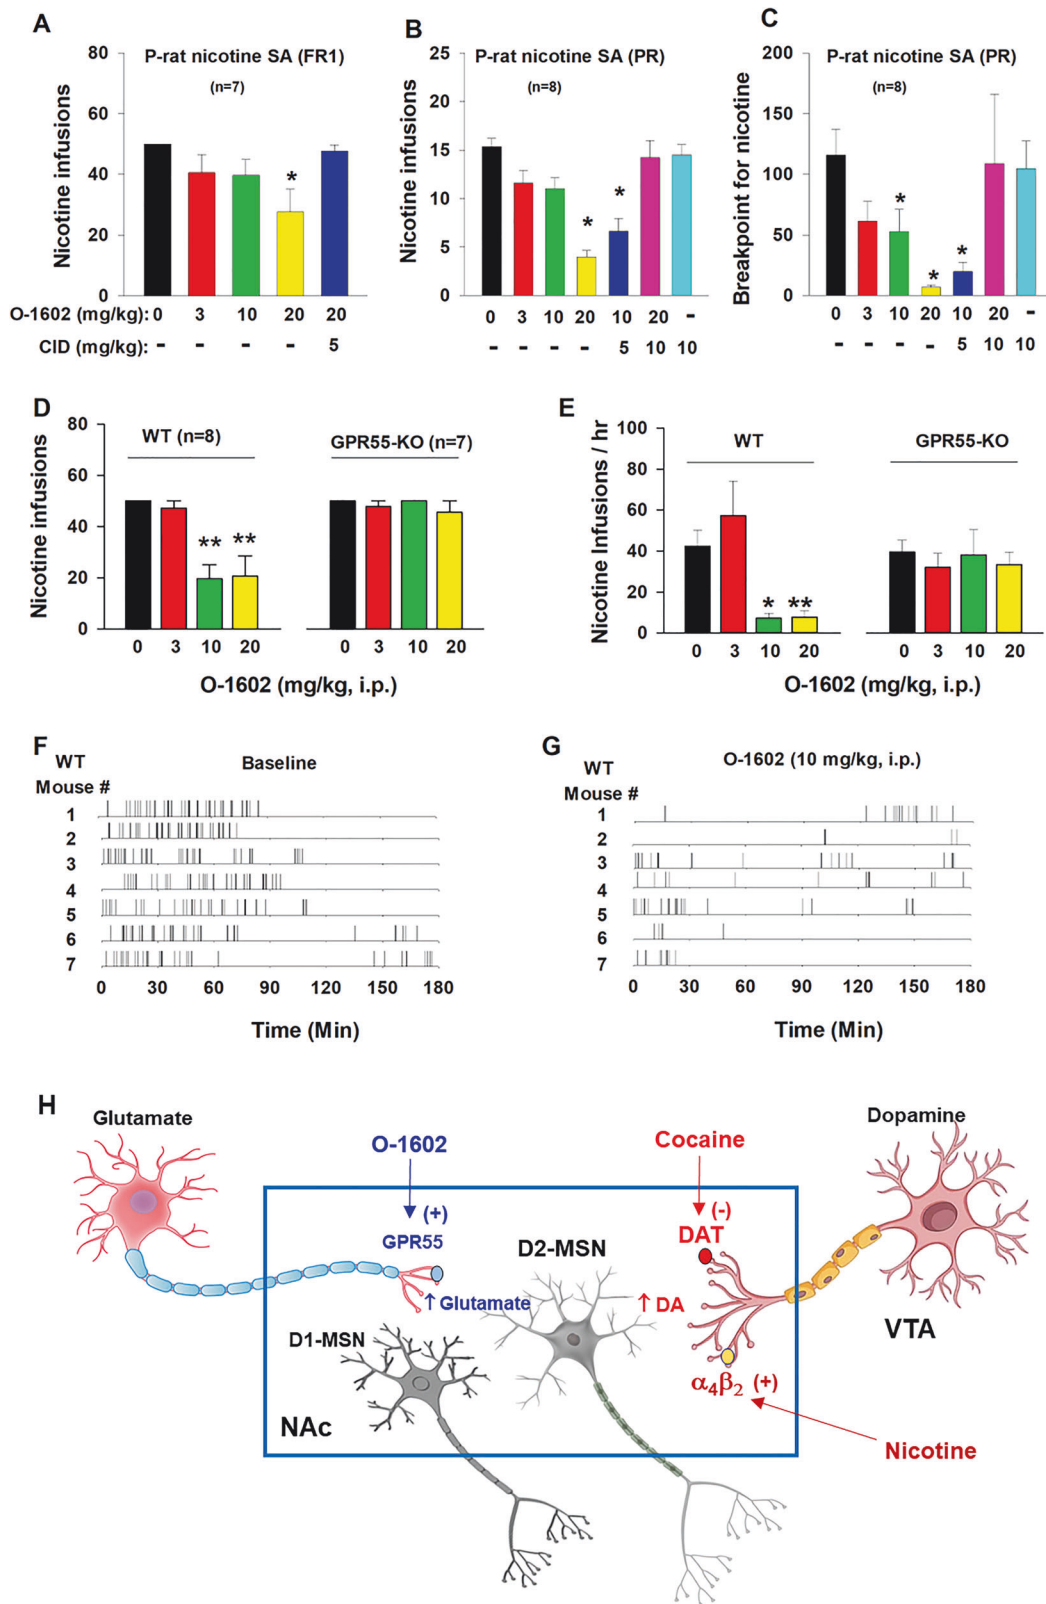 A
P-rat nicotine SA (FR1)
(n=7)
Nicotine infusions
80
60
40
20
0
*
O-1602 (mg/kg): 0 3 10 20 20
CID (mg/kg): - - - - 5
B
P-rat nicotine SA (PR)
(n=8)
Nicotine infusions
25
20
15
10
5
0
* *
0 3 10 20 10 20 -
- - - - 5 10 10
C
P-rat nicotine SA (PR)
(n=8)
Breakpoint for nicotine
200
150
100
50
0
* * *
0 3 10 20 10 20 -
- - - - 5 10 10
D
WT (n=8)
GPR55-KO (n=7)
Nicotine infusions
80
60
40
20
0
** **
0 3 10 20 0 3 10 20
O-1602 (mg/kg, i.p.)
E
WT
GPR55-KO
Nicotine Infusions / hr
100
80
60
40
20
0
* **
0 3 10 20 0 3 10 20
O-1602 (mg/kg, i.p.)
F
WT
Mouse #
Baseline
1
2
3
4
5
6
7
0 30 60 90 120 150 180
Time (Min)
G
WT
Mouse #
O-1602 (10 mg/kg, i.p.)
1
2
3
4
5
6
7
0 30 60 90 120 150 180
Time (Min)
H
Glutamate
O-1602
Cocaine
Dopamine
(+)
GPR55
(-)
DAT
D2-MSN
↑ Glutamate
↑ DA
D1-MSN
VTA
α4β2 (+)
NAc
Nicotine